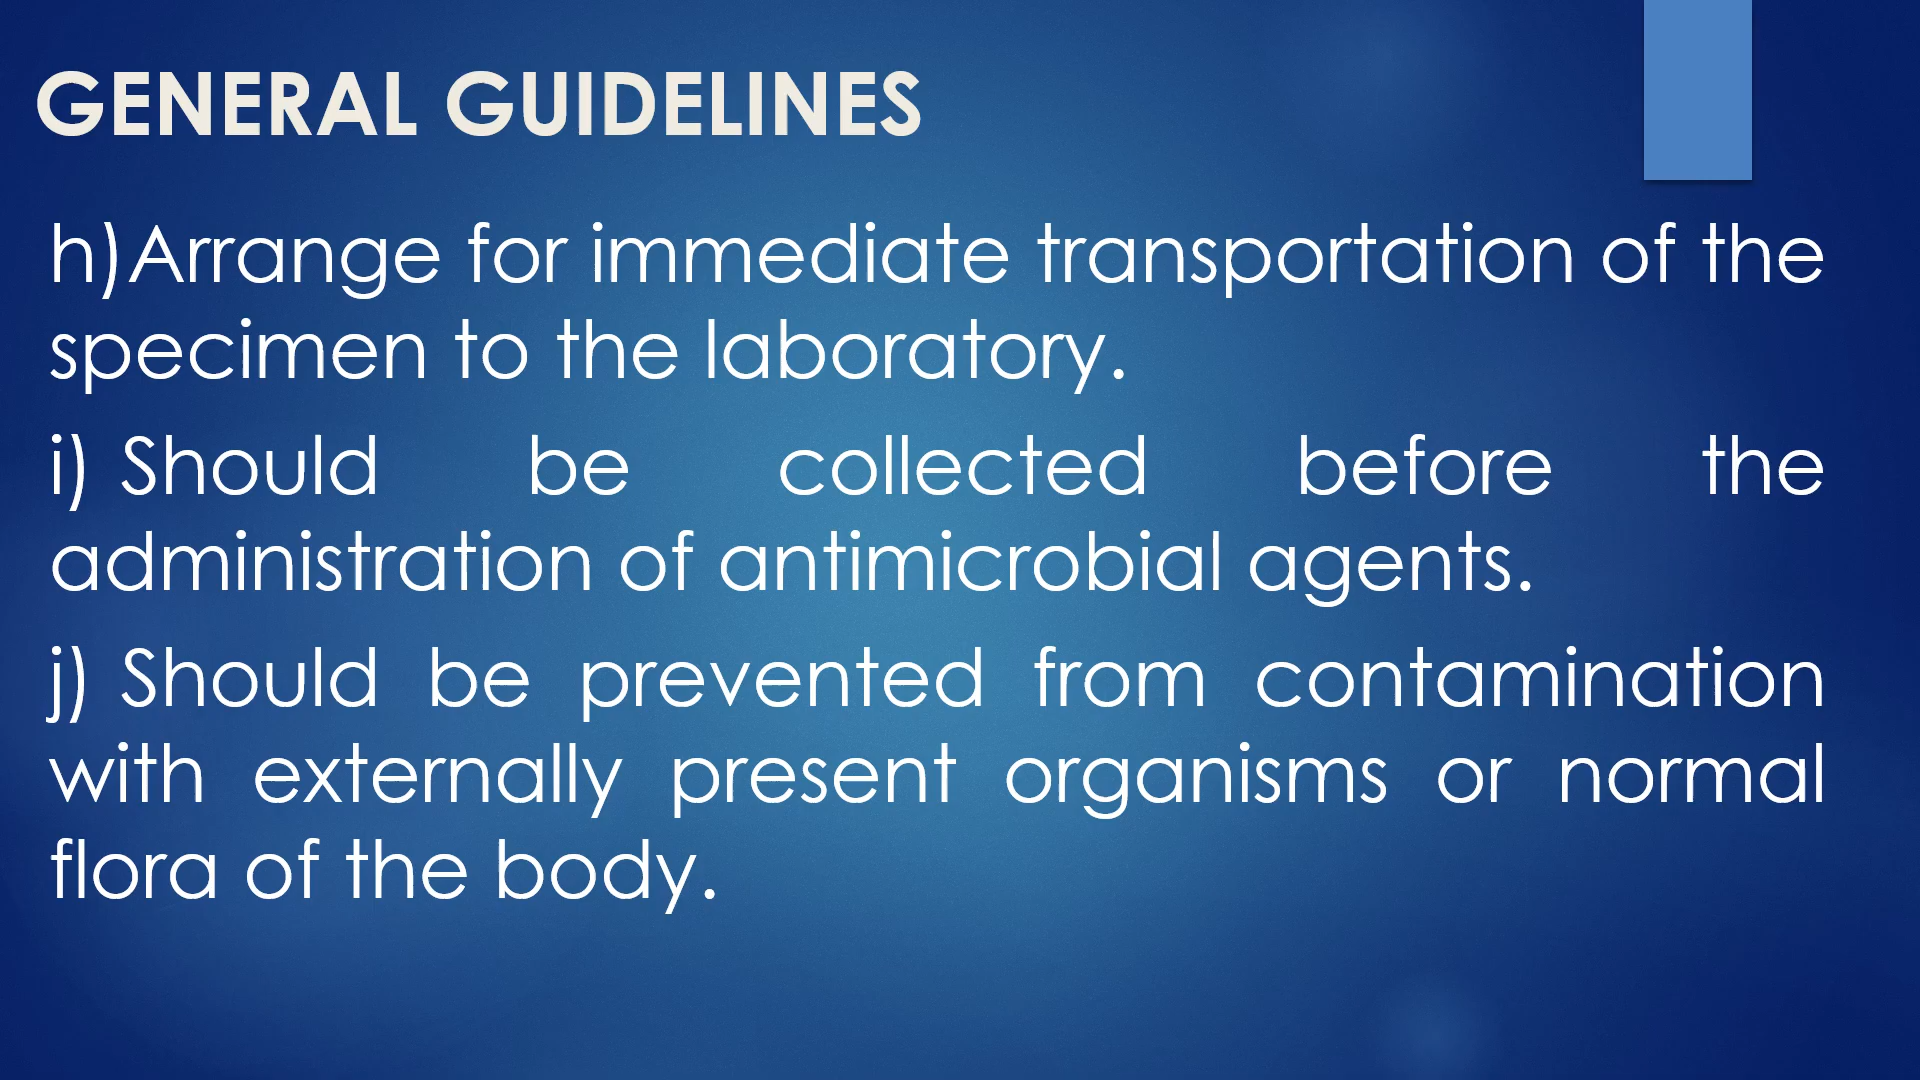 GENERAL GUIDELINES
h)Arrange for immediate transportation of the
specimen to the laboratory.
i) Should be collected before the
administration of antimicrobial agents.
j) Should be prevented from contamination
with externally present organisms or normal
flora of the body.